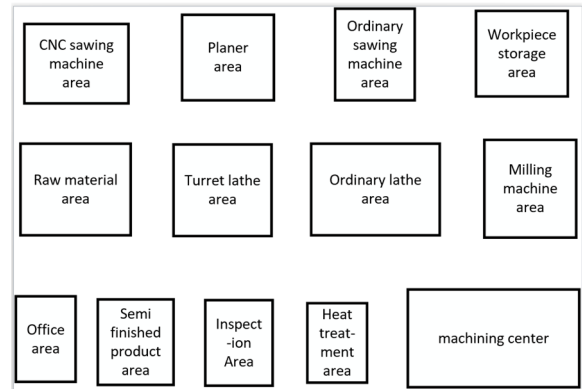 CNC sawing
machine
area
Planer
area
Ordinary
sawing
machine
area
Workpiece
storage
area
Raw material
area
Turret lathe
area
Ordinary lathe
area
Milling
machine
area
Office
area
Semi
finished
product
area
Inspect
-ion
Area
Heat
treat-
ment
area
machining center